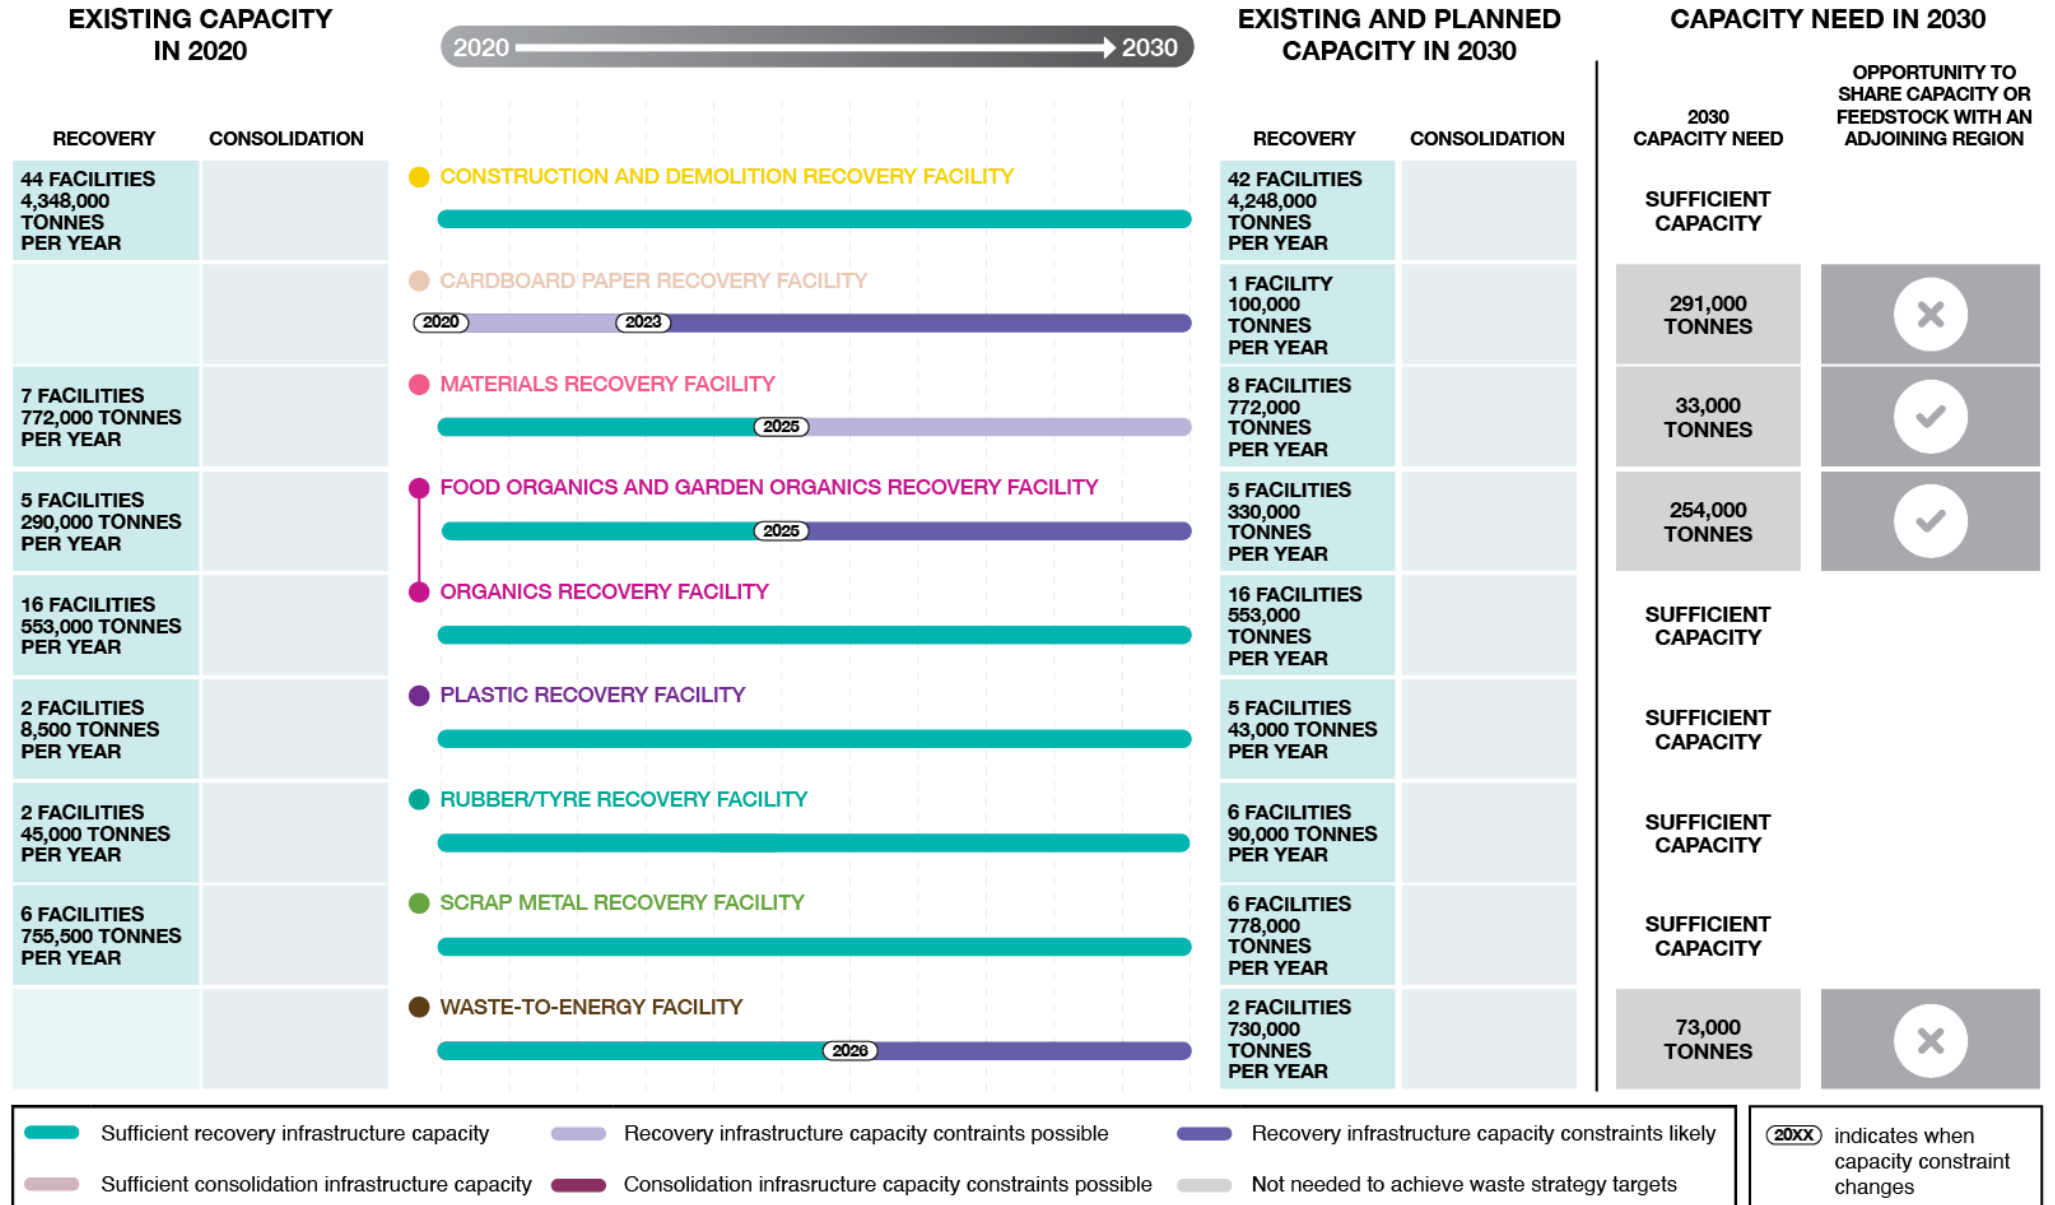 EXISTING CAPACITY
IN 2020
2020
2030
EXISTING AND PLANNED
CAPACITY IN 2030
CAPACITY NEED IN 2030
RECOVERY
CONSOLIDATION
RECOVERY
CONSOLIDATION
2030
CAPACITY NEED
OPPORTUNITY TO
SHARE CAPACITY OR
FEEDSTOCK WITH AN
ADJOINING REGION
44 FACILITIES
4,348,000
TONNES
PER YEAR
CONSTRUCTION AND DEMOLITION RECOVERY FACILITY
42 FACILITIES
4,248,000
TONNES
PER YEAR
SUFFICIENT
CAPACITY
CARDBOARD PAPER RECOVERY FACILITY
2020
2023
1 FACILITY
100,000
TONNES
PER YEAR
291,000
TONNES
7 FACILITIES
772,000 TONNES
PER YEAR
MATERIALS RECOVERY FACILITY
2025
8 FACILITIES
772,000
TONNES
PER YEAR
33,000
TONNES
5 FACILITIES
290,000 TONNES
PER YEAR
FOOD ORGANICS AND GARDEN ORGANICS RECOVERY FACILITY
2025
5 FACILITIES
330,000
TONNES
PER YEAR
254,000
TONNES
16 FACILITIES
553,000 TONNES
PER YEAR
ORGANICS RECOVERY FACILITY
16 FACILITIES
553,000
TONNES
PER YEAR
SUFFICIENT
CAPACITY
2 FACILITIES
8,500 TONNES
PER YEAR
PLASTIC RECOVERY FACILITY
5 FACILITIES
43,000 TONNES
PER YEAR
SUFFICIENT
CAPACITY
2 FACILITIES
45,000 TONNES
PER YEAR
RUBBER/TYRE RECOVERY FACILITY
6 FACILITIES
90,000 TONNES
PER YEAR
SUFFICIENT
CAPACITY
6 FACILITIES
755,500 TONNES
PER YEAR
SCRAP METAL RECOVERY FACILITY
6 FACILITIES
778,000
TONNES
PER YEAR
SUFFICIENT
CAPACITY
WASTE-TO-ENERGY FACILITY
2026
2 FACILITIES
730,000
TONNES
PER YEAR
73,000
TONNES
Sufficient recovery infrastructure capacity
Recovery infrastructure capacity contraints possible
Recovery infrastructure capacity constraints likely
Sufficient consolidation infrastructure capacity
Consolidation infrasructure capacity constraints possible
Not needed to achieve waste strategy targets
20XX indicates when
capacity constraint
changes